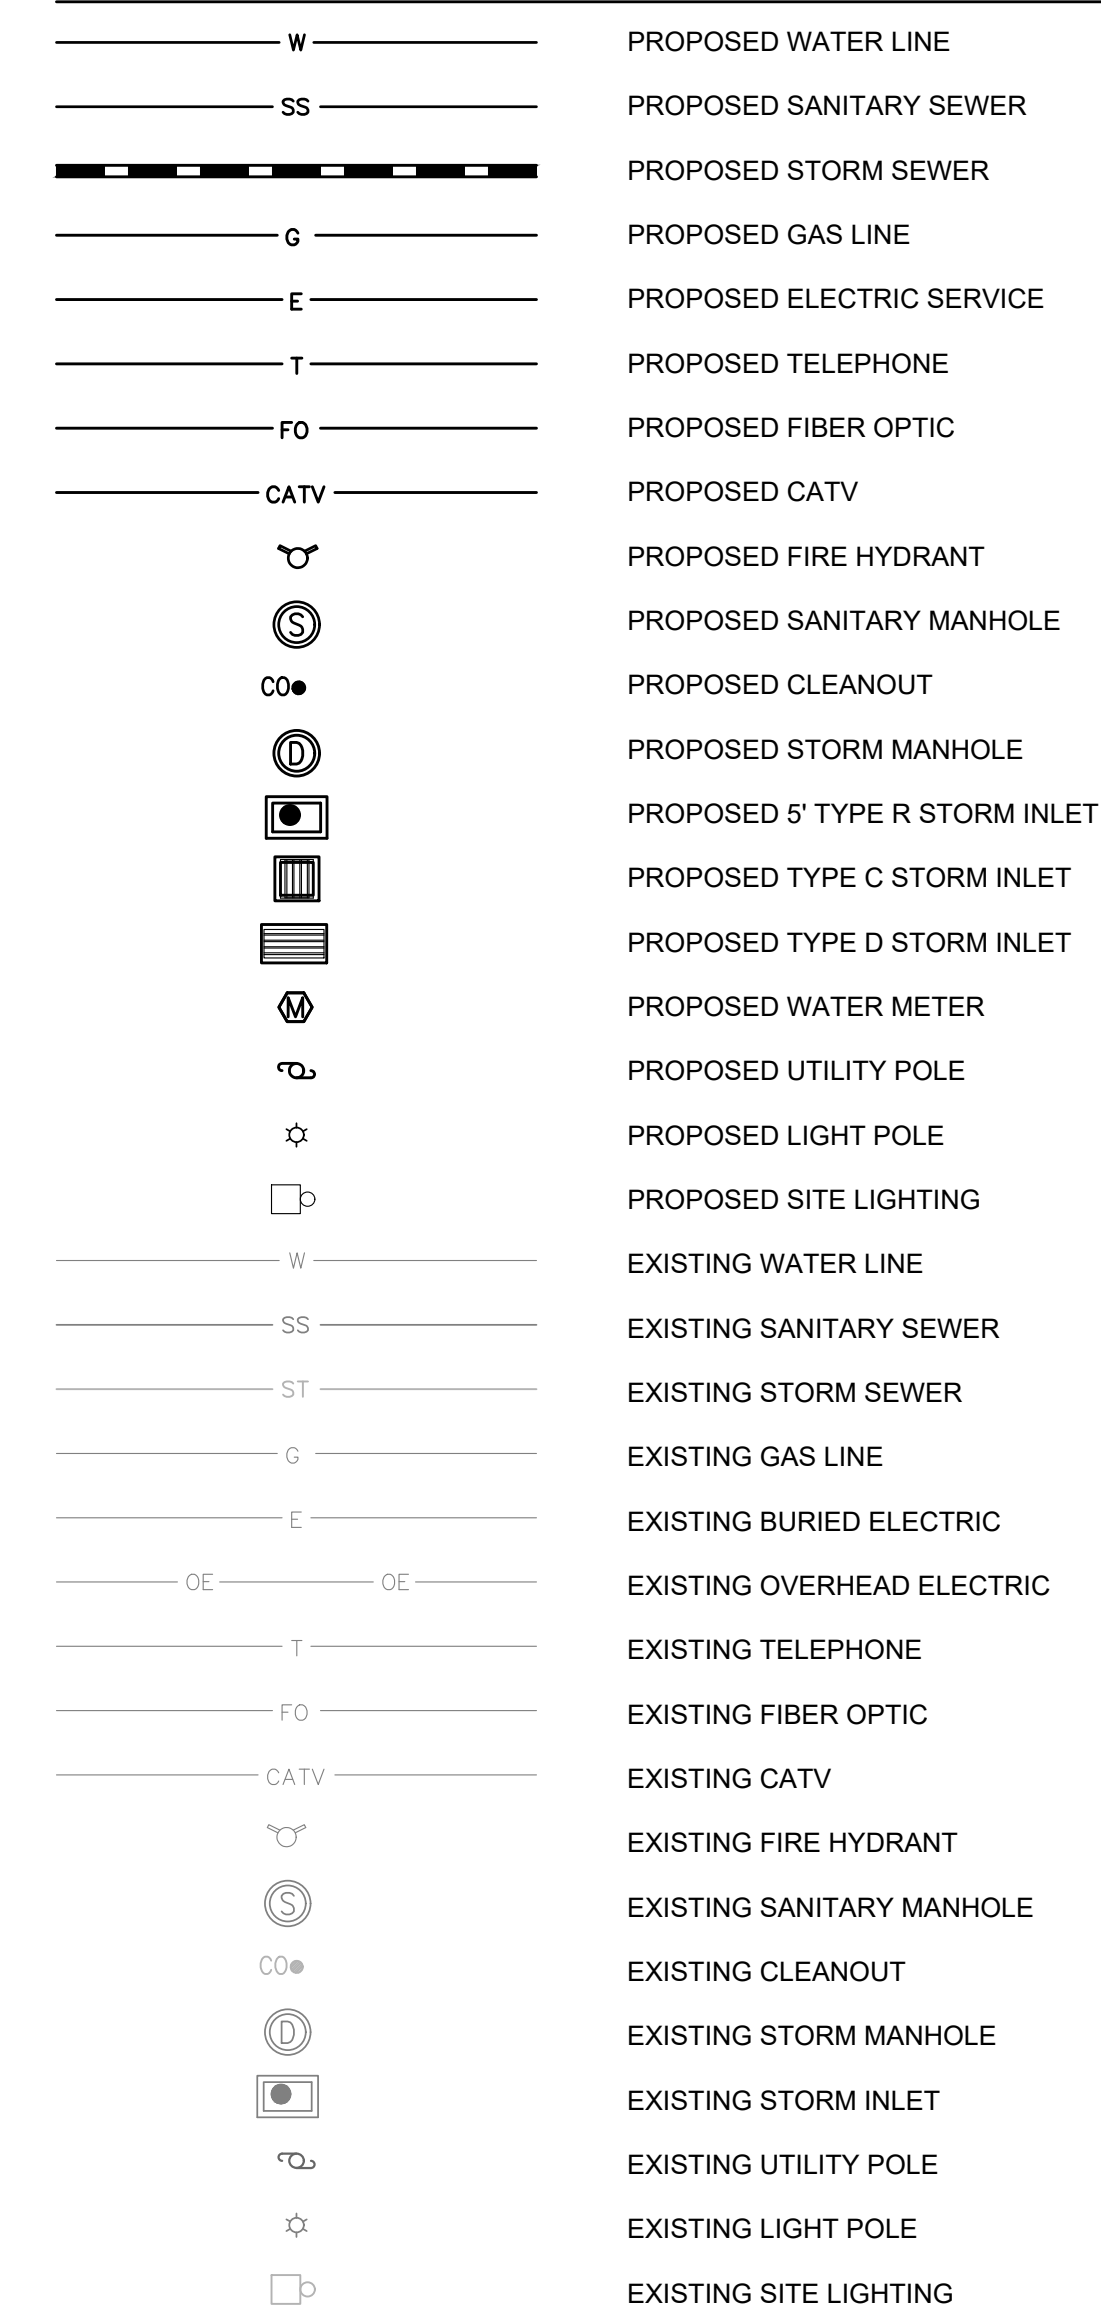 W PROPOSED WATER LINE
SS PROPOSED SANITARY SEWER
PROPOSED STORM SEWER
G PROPOSED GAS LINE
E PROPOSED ELECTRIC SERVICE
T PROPOSED TELEPHONE
FO PROPOSED FIBER OPTIC
CATV PROPOSED CATV
PROPOSED FIRE HYDRANT
S PROPOSED SANITARY MANHOLE
CO PROPOSED CLEANOUT
D PROPOSED STORM MANHOLE
PROPOSED 5' TYPE R STORM INLET
PROPOSED TYPE C STORM INLET
PROPOSED TYPE D STORM INLET
M PROPOSED WATER METER
PROPOSED UTILITY POLE
PROPOSED LIGHT POLE
PROPOSED SITE LIGHTING
W EXISTING WATER LINE
SS EXISTING SANITARY SEWER
ST EXISTING STORM SEWER
G EXISTING GAS LINE
E EXISTING BURIED ELECTRIC
OE OE EXISTING OVERHEAD ELECTRIC
T EXISTING TELEPHONE
FO EXISTING FIBER OPTIC
CATV EXISTING CATV
EXISTING FIRE HYDRANT
S EXISTING SANITARY MANHOLE
CO EXISTING CLEANOUT
D EXISTING STORM MANHOLE
EXISTING STORM INLET
EXISTING UTILITY POLE
EXISTING LIGHT POLE
EXISTING SITE LIGHTING